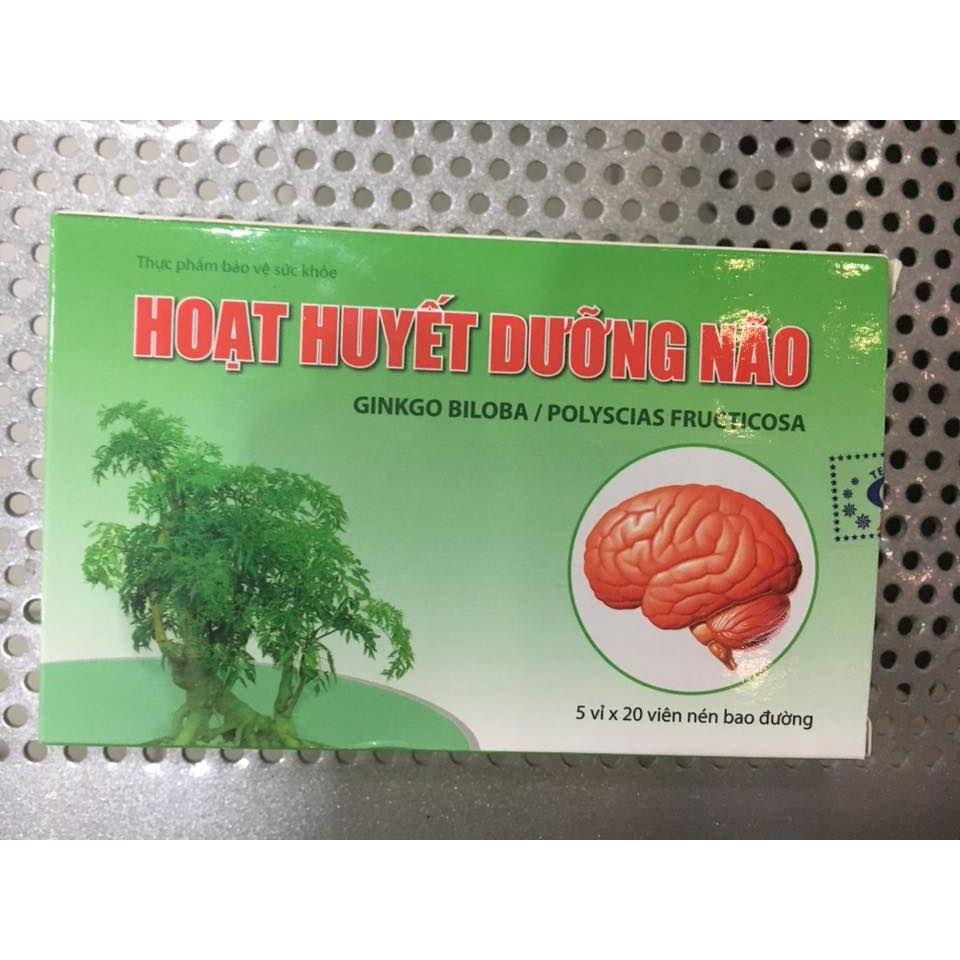 Thực phẩm bảo vệ sức khỏe
HOẠT HUYẾT DƯỠNG NÃO
GINKGO BILOBA / POLYSCIAS FRUCTICOSA
TE
5 vỉ x 20 viên nén bao đường